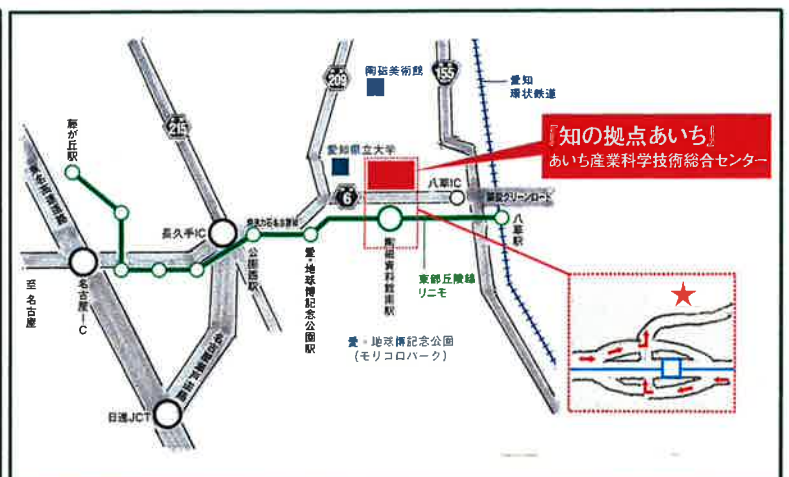 陶磁美術館
209
155
愛知
環状鉄道
215
藤が丘駅
愛知県立大学
『知の拠点あいち』
あいち産業科学技術総合センター
6
八草IC
長久手IC
八草駅
公園西駅
愛・地球博記念公園駅
陶磁資料館南駅
東部丘陵線
リニモ
至 名古屋
名古屋IC
愛・地球博記念公園
(モリコロパーク)
日進JCT